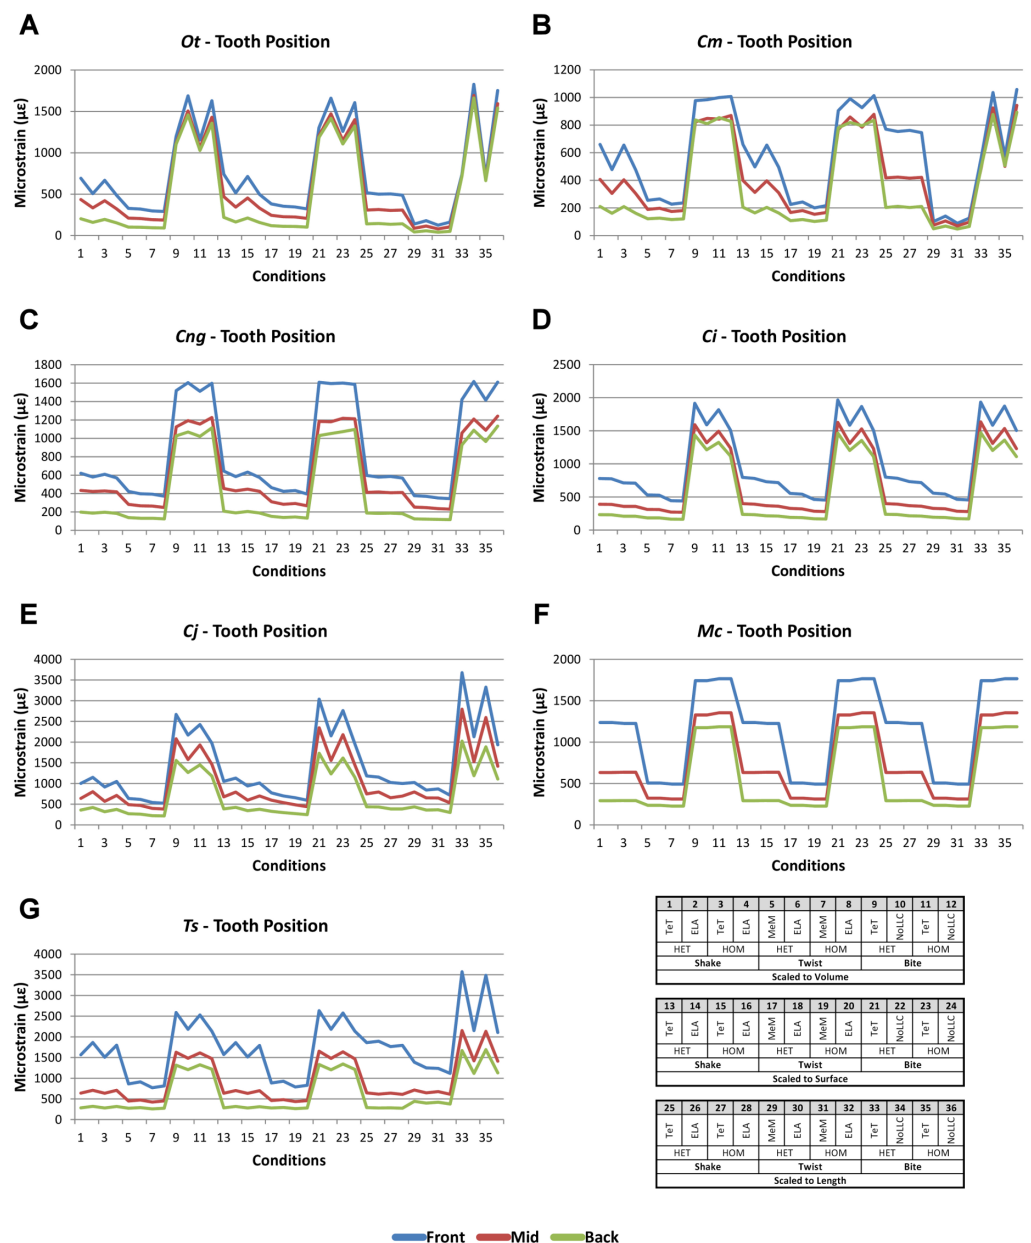 A
Ot - Tooth Position
Microstrain (µε)
2000
1500
1000
500
0
1 3 5 7 9 11 13 15 17 19 21 23 25 27 29 31 33 35
Conditions
B
Cm - Tooth Position
Microstrain (µε)
1200
1000
800
600
400
200
0
1 3 5 7 9 11 13 15 17 19 21 23 25 27 29 31 33 35
Conditions
C
Cng - Tooth Position
Microstrain (µε)
1800
1600
1400
1200
1000
800
600
400
200
0
1 3 5 7 9 11 13 15 17 19 21 23 25 27 29 31 33 35
Conditions
D
Ci - Tooth Position
Microstrain (µε)
2500
2000
1500
1000
500
0
1 3 5 7 9 11 13 15 17 19 21 23 25 27 29 31 33 35
Conditions
E
Cj - Tooth Position
Microstrain (µε)
4000
3500
3000
2500
2000
1500
1000
500
0
1 3 5 7 9 11 13 15 17 19 21 23 25 27 29 31 33 35
Conditions
F
Mc - Tooth Position
Microstrain (µε)
2000
1500
1000
500
0
1 3 5 7 9 11 13 15 17 19 21 23 25 27 29 31 33 35
Conditions
G
Ts - Tooth Position
Microstrain (µε)
4000
3500
3000
2500
2000
1500
1000
500
0
1 3 5 7 9 11 13 15 17 19 21 23 25 27 29 31 33 35
Conditions
1 2 3 4 5 6 7 8 9 10 11 12
TeT ELA TeT ELA MeM ELA MeM ELA TeT NoLLC TeT NoLLC
HET HOM HET HOM HET HOM
Shake Twist Bite
Scaled to Volume
13 14 15 16 17 18 19 20 21 22 23 24
TeT ELA TeT ELA MeM ELA MeM ELA TeT NoLLC TeT NoLLC
HET HOM HET HOM HET HOM
Shake Twist Bite
Scaled to Surface
25 26 27 28 29 30 31 32 33 34 35 36
TeT ELA TeT ELA MeM ELA MeM ELA TeT NoLLC TeT NoLLC
HET HOM HET HOM HET HOM
Shake Twist Bite
Scaled to Length
Front Mid Back